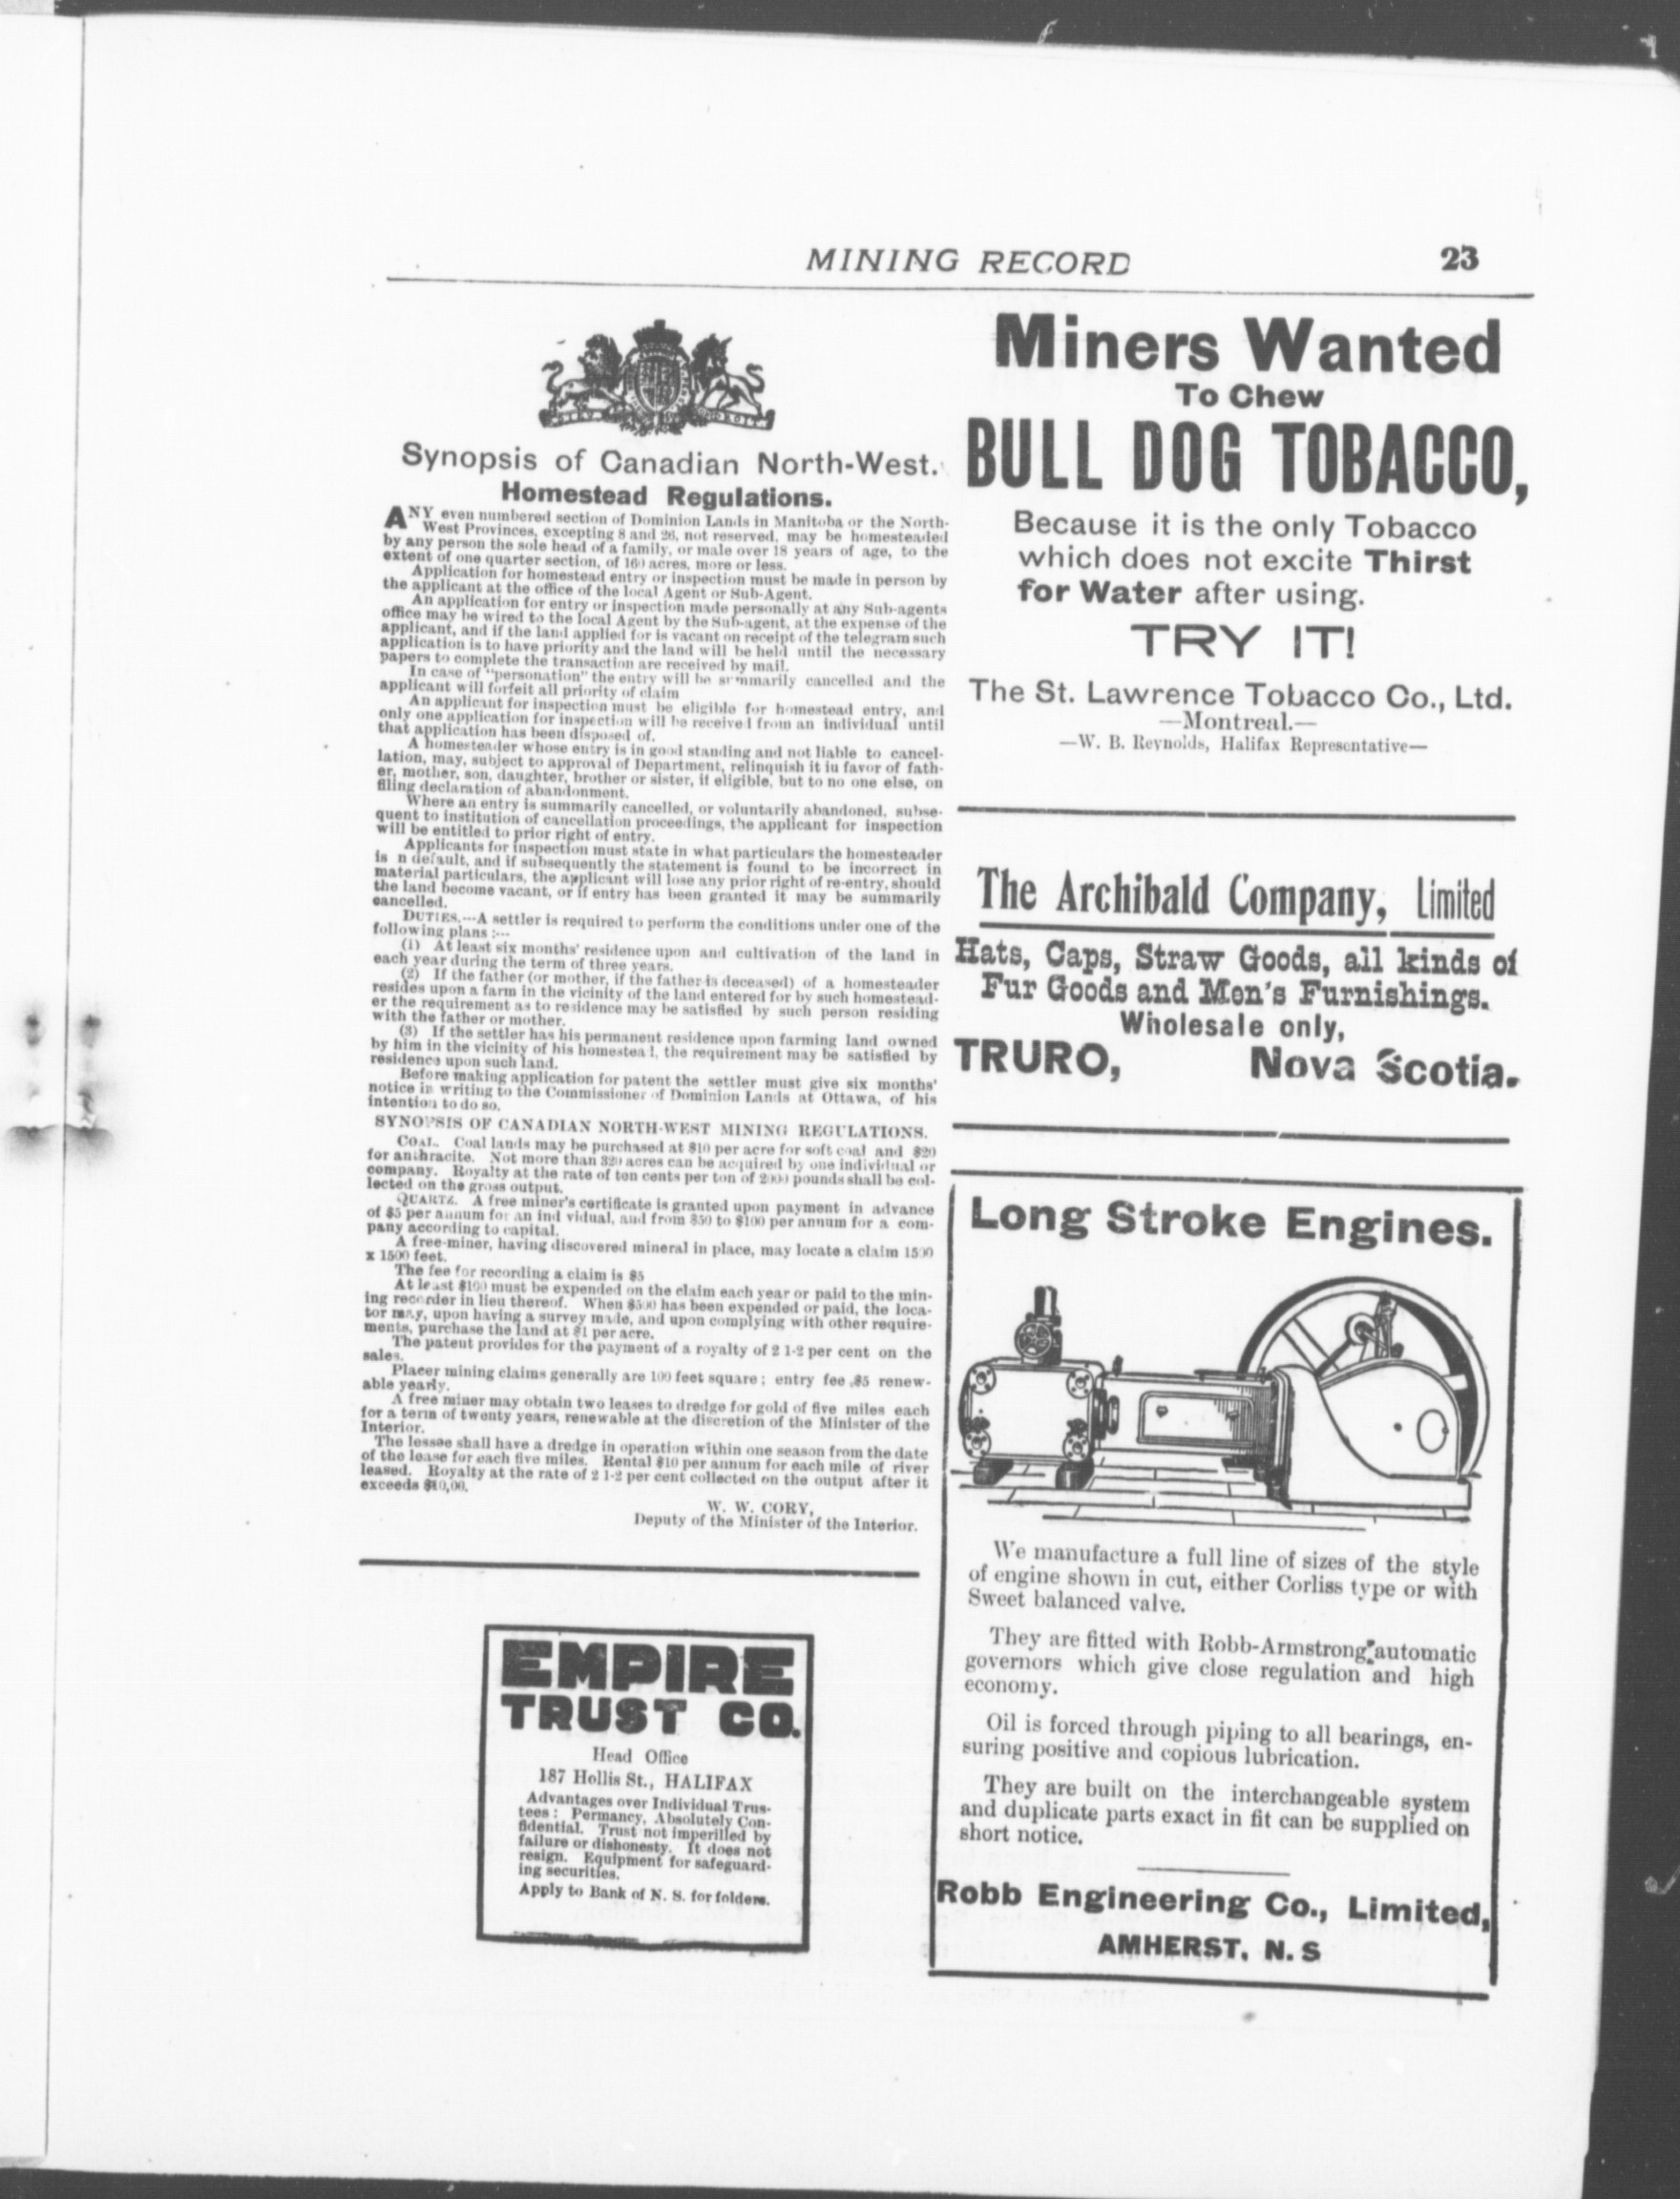 MINING RECORD 23
Synopsis of Canadian North-West.
Homestead Regulations.
ANY even numbered section of Dominion Lands in Manitoba or the North-
West Provinces, excepting 8 and 26, not reserved, may be homesteaded
by any person the sole head of a family, or male over 18 years of age, to the
extent of one quarter section, of 160 acres, more or less.
Application for homestead entry or inspection must be made in person by
the applicant at the office of the local Agent or Sub-Agent.
An application for entry or inspection made personally at any Sub-agents
office may be wired to the local Agent by the Sub-agent, at the expense of the
applicant, and if the land applied for is vacant on receipt of the telegram such
application is to have priority and the land will be held until the necessary
papers to complete the transaction are received by mail.
In case of "personation" the entry will be summarily cancelled and the
applicant will forfeit all priority of claim
An applicant for inspection must be eligible for homestead entry, and
only one application for inspection will be received from an individual until
that application has been disposed of.
A homesteader whose entry is in good standing and not liable to cancel-
lation, may, subject to approval of Department, relinquish it iu favor of fath-
er, mother, son, daughter, brother or sister, if eligible, but to no one else, on
filing declaration of abandonment.
Where an entry is summarily cancelled, or voluntarily abandoned, subse-
quent to institution of cancellation proceedings, the applicant for inspection
will be entitled to prior right of entry.
Applicants for inspection must state in what particulars the homesteader
is n default, and if subsequently the statement is found to be incorrect in
material particulars, the applicant will lose any prior right of re-entry, should
the land become vacant, or if entry has been granted it may be summarily
cancelled.
DUTIES.---A settler is required to perform the conditions under one of the
following plans :---
(1) At least six months' residence upon and cultivation of the land in
each year during the term of three years.
(2) If the father (or mother, if the father is deceased) of a homesteader
resides upon a farm in the vicinity of the land entered for by such homestead-
er the requirement as to residence may be satisfied by such person residing
with the father or mother.
(3) If the settler has his permanent residence upon farming land owned
by him in the vicinity of his homestead, the requirement may be satisfied by
residence upon such land.
Before making application for patent the settler must give six months'
notice in writing to the Commissioner of Dominion Lands at Ottawa, of his
intention to do so.
SYNOPSIS OF CANADIAN NORTH-WEST MINING REGULATIONS.
COAL. Coal lands may be purchased at $10 per acre for soft coal and $20
for anthracite. Not more than 320 acres can be acquired by one individual or
company. Royalty at the rate of ten cents per ton of 2000 pounds shall be col-
lected on the gross output.
QUARTZ. A free miner's certificate is granted upon payment in advance
of $5 per annum for an ind vidual, and from $50 to $100 per annum for a com-
pany according to capital.
A free-miner, having discovered mineral in place, may locate a claim 1500
x 1500 feet.
The fee for recording a claim is $5
At least $100 must be expended on the claim each year or paid to the min-
ing recorder in lieu thereof. When $500 has been expended or paid, the loca-
tor may, upon having a survey made, and upon complying with other require-
ments, purchase the land at $1 per acre.
The patent provides for the payment of a royalty of 2 1-2 per cent on the
sales.
Placer mining claims generally are 100 feet square; entry fee $5 renew-
able yearly.
A free miner may obtain two leases to dredge for gold of five miles each
for a term of twenty years, renewable at the discretion of the Minister of the
Interior.
The lessee shall have a dredge in operation within one season from the date
of the lease for each five miles. Rental $10 per annum for each mile of river
leased. Royalty at the rate of 2 1-2 per cent collected on the output after it
exceeds $10,00.
W. W. CORY,
Deputy of the Minister of the Interior.
EMPIRE
TRUST CO.
Head Office
187 Hollis St., HALIFAX
Advantages over Individual Trus-
tees: Permancy, Absolutely Con-
fidential. Trust not imperilled by
failure or dishonesty. It does not
resign. Equipment for safeguard-
ing securities.
Apply to Bank of N. S. for folders.
Miners Wanted
To Chew
BULL DOG TOBACCO,
Because it is the only Tobacco
which does not excite Thirst
for Water after using.
TRY IT!
The St. Lawrence Tobacco Co., Ltd.
—Montreal.—
—W. B. Reynolds, Halifax Representative—
The Archibald Company, Limited
Hats, Caps, Straw Goods, all kinds of
Fur Goods and Men's Furnishings.
Wholesale only,
TRURO, Nova Scotia.
Long Stroke Engines.
We manufacture a full line of sizes of the style
of engine shown in cut, either Corliss type or with
Sweet balanced valve.
They are fitted with Robb-Armstrong automatic
governors which give close regulation and high
economy.
Oil is forced through piping to all bearings, en-
suring positive and copious lubrication.
They are built on the interchangeable system
and duplicate parts exact in fit can be supplied on
short notice.
Robb Engineering Co., Limited,
AMHERST, N. S